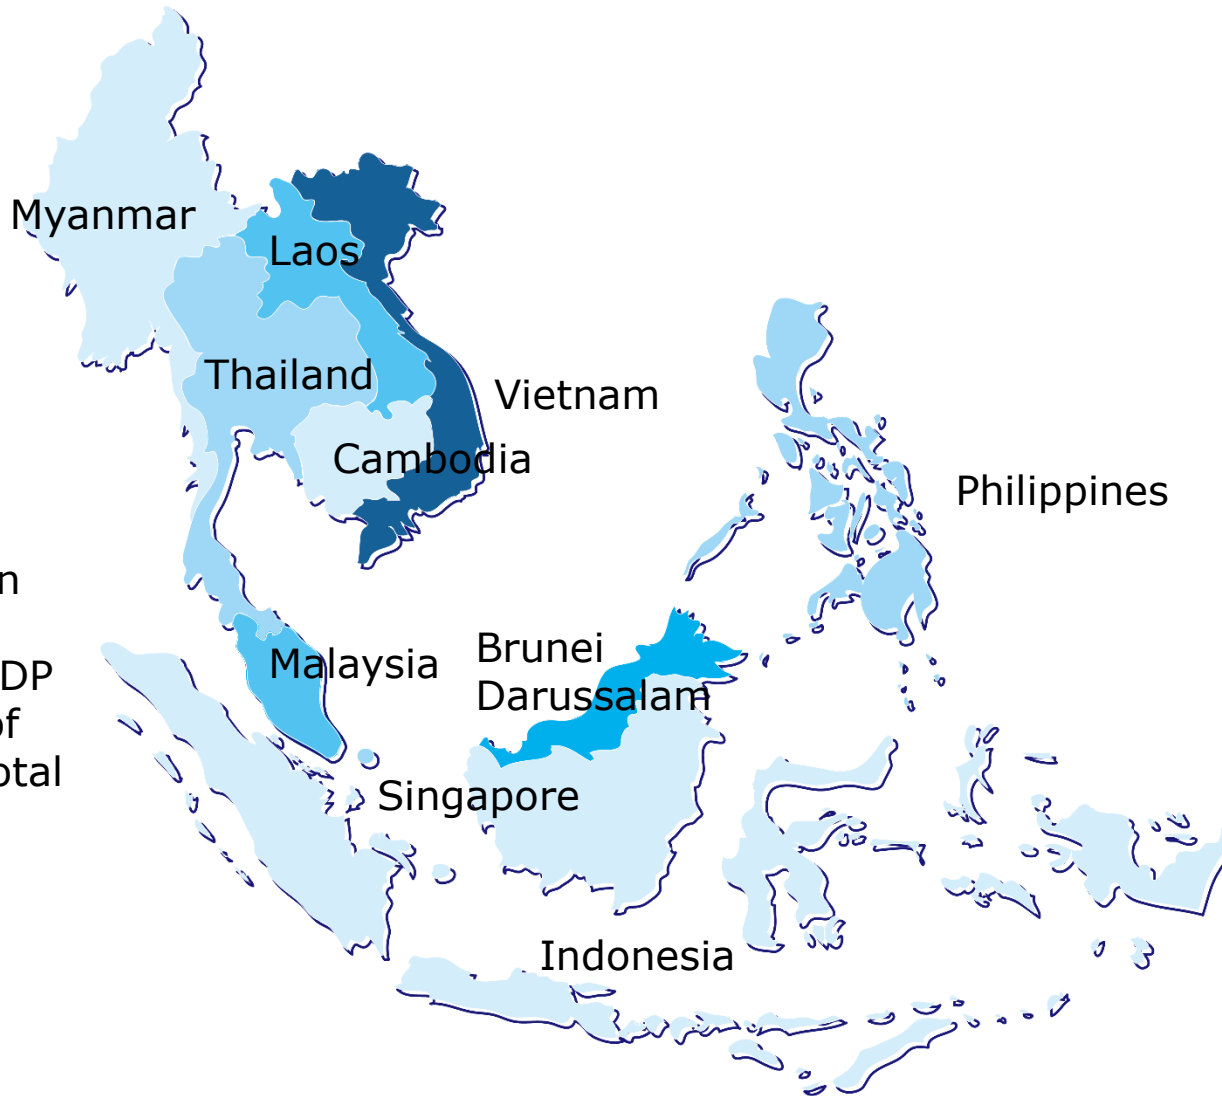 Myanmar
Laos
Thailand
Vietnam
Cambodia
Philippines
n
DP
of
otal
Malaysia
Brunei
Darussalam
Singapore
Indonesia